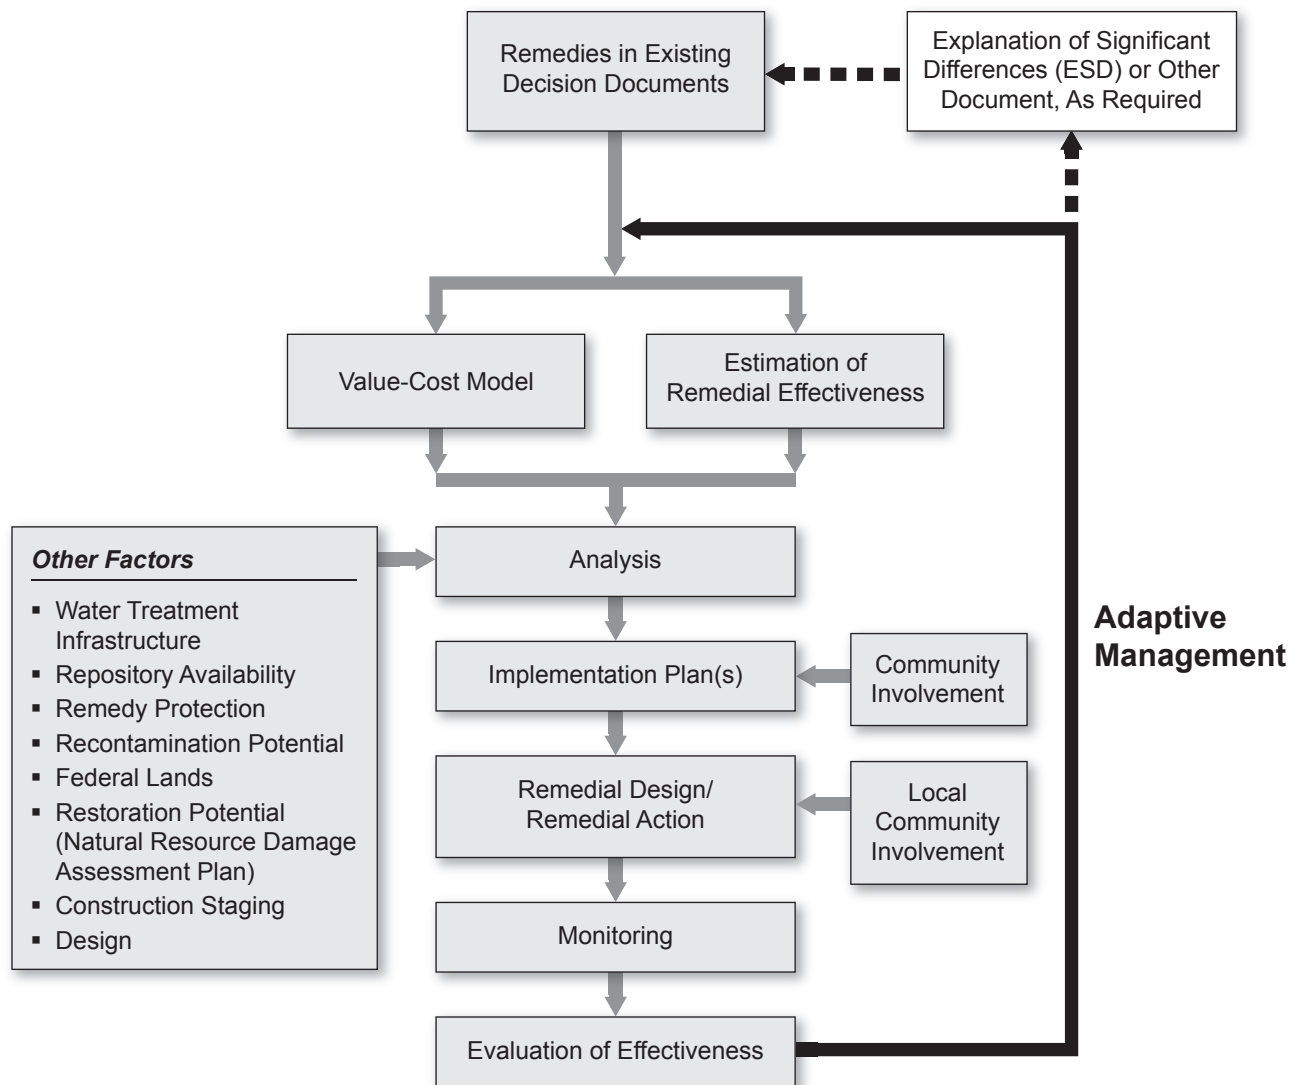 Remedies in Existing
Decision Documents
Explanation of Significant
Differences (ESD) or Other
Document, As Required
Value-Cost Model
Estimation of
Remedial Effectiveness
Other Factors
▪ Water Treatment
Infrastructure
▪ Repository Availability
▪ Remedy Protection
▪ Recontamination Potential
▪ Federal Lands
▪ Restoration Potential
(Natural Resource Damage
Assessment Plan)
▪ Construction Staging
▪ Design
Analysis
Implementation Plan(s)
Community
Involvement
Remedial Design/
Remedial Action
Local
Community
Involvement
Monitoring
Evaluation of Effectiveness
Adaptive
Management